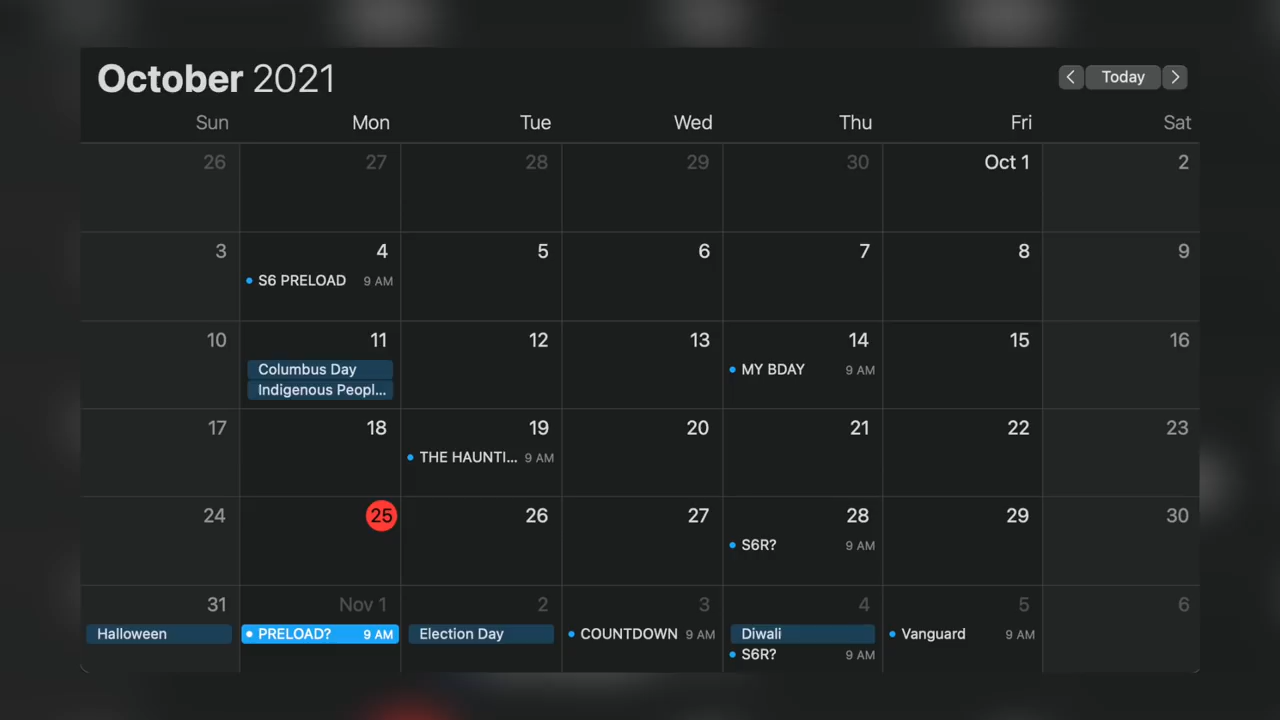 October 2021
Today
Sun Mon Tue Wed Thu Fri Sat
26 27 28 29 30 Oct 1 2
3 4 5 6 7 8 9
S6 PRELOAD 9 AM
10 11 12 13 14 15 16
Columbus Day
MY BDAY 9 AM
Indigenous Peopl...
17 18 19 20 21 22 23
THE HAUNTI... 9 AM
24 25 26 27 28 29 30
S6R? 9 AM
31 Nov 1 2 3 4 5 6
Halloween PRELOAD? 9 AM Election Day COUNTDOWN 9 AM Diwali Vanguard 9 AM
S6R? 9 AM